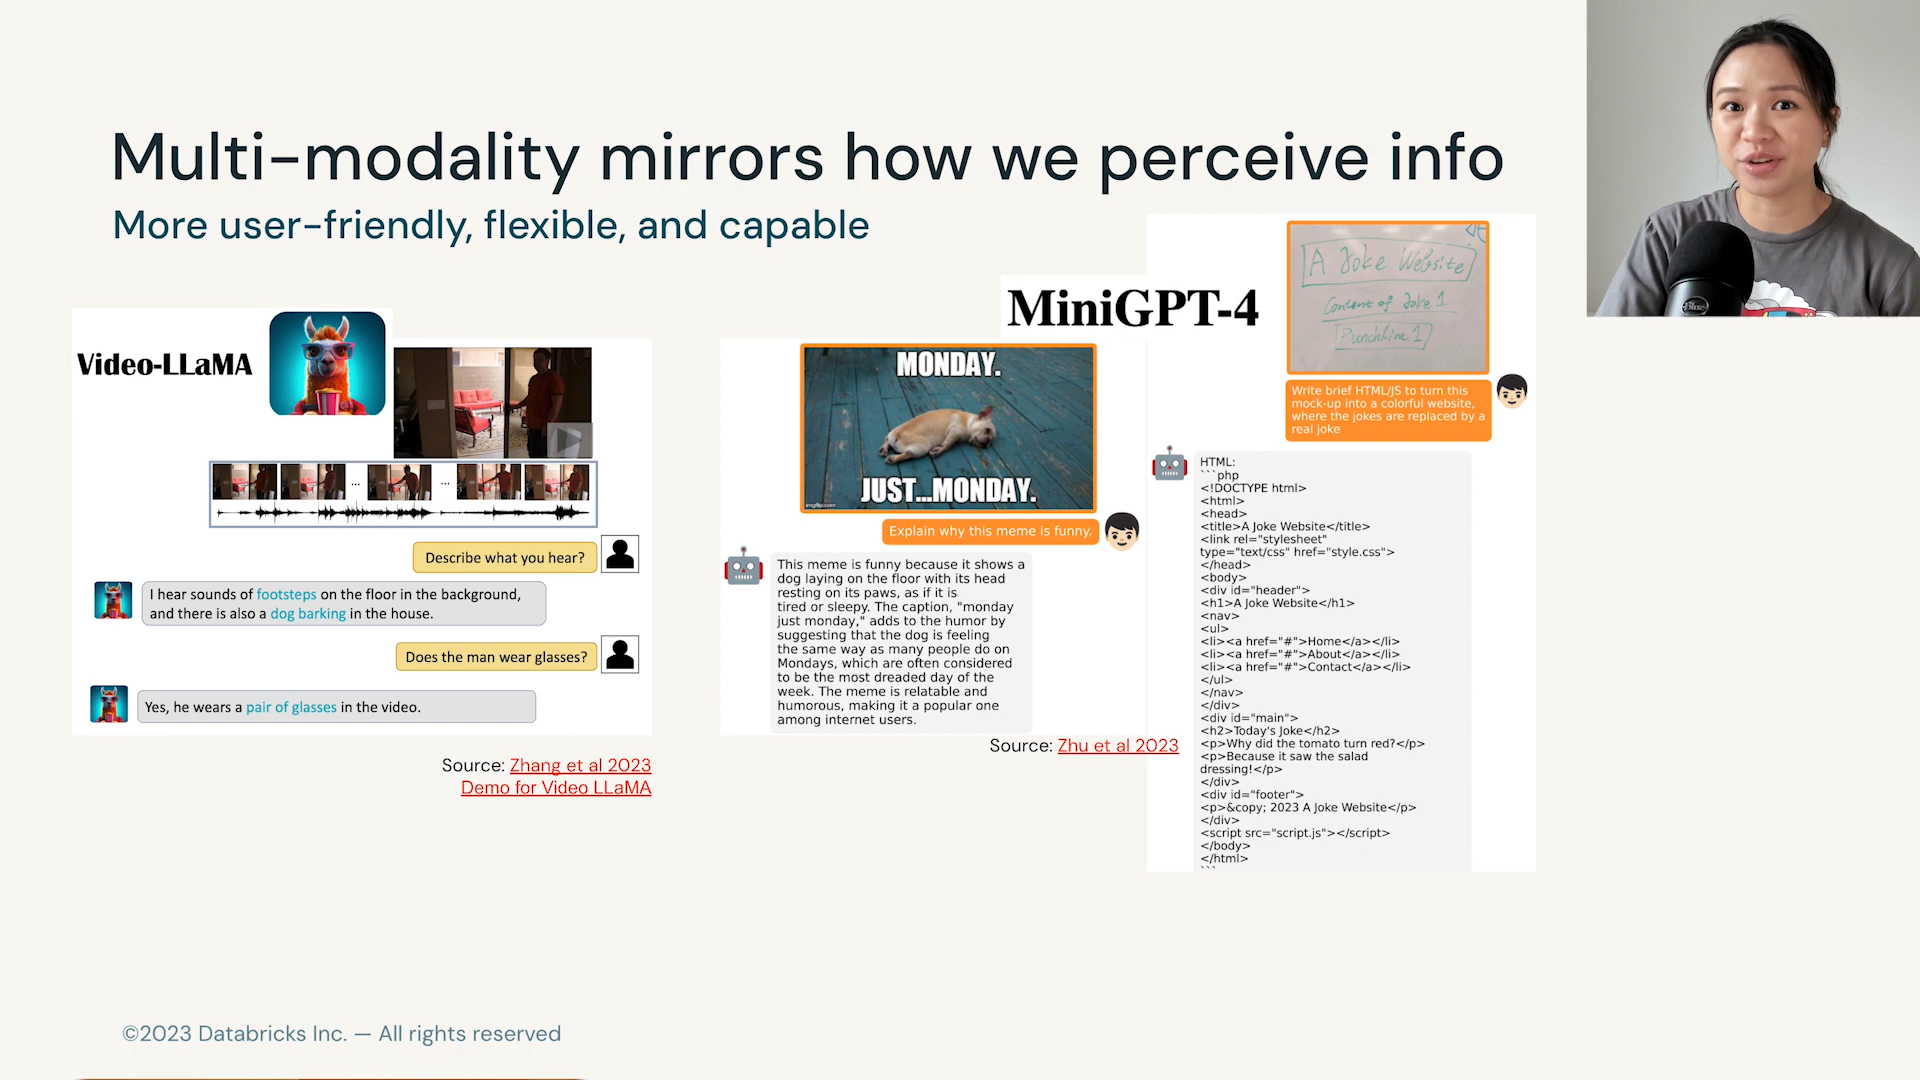 Multi-modality mirrors how we perceive info
More user-friendly, flexible, and capable
Video-LLaMA
Describe what you hear?
I hear sounds of footsteps on the floor in the background,
and there is also a dog barking in the house.
Does the man wear glasses?
Yes, he wears a pair of glasses in the video.
Source: Zhang et al 2023
Demo for Video LLaMA
MiniGPT-4
MONDAY.
JUST...MONDAY.
imgflip.com
Explain why this meme is funny.
This meme is funny because it shows a
dog laying on the floor with its head
resting on its paws, as if it is
tired or sleepy. The caption, "monday
just monday," adds to the humor by
suggesting that the dog is feeling
the same way as many people do on
Mondays, which are often considered
to be the most dreaded day of the
week. The meme is relatable and
humorous, making it a popular one
among internet users.
Source: Zhu et al 2023
A Joke Website
Content of Joke 1
Punchline 1
Write brief HTML/JS to turn this
mock-up into a colorful website,
where the jokes are replaced by a
real joke
HTML:
```php
<!DOCTYPE html>
<html>
<head>
<title>A Joke Website</title>
<link rel="stylesheet"
type="text/css" href="style.css">
</head>
<body>
<div id="header">
<h1>A Joke Website</h1>
<nav>
<ul>
<li><a href="#">Home</a></li>
<li><a href="#">About</a></li>
<li><a href="#">Contact</a></li>
</ul>
</nav>
</div>
<div id="main">
<h2>Today's Joke</h2>
<p>Why did the tomato turn red?</p>
<p>Because it saw the salad
dressing!</p>
</div>
<div id="footer">
<p>&copy; 2023 A Joke Website</p>
</div>
<script src="script.js"></script>
</body>
</html>
```
©2023 Databricks Inc. — All rights reserved